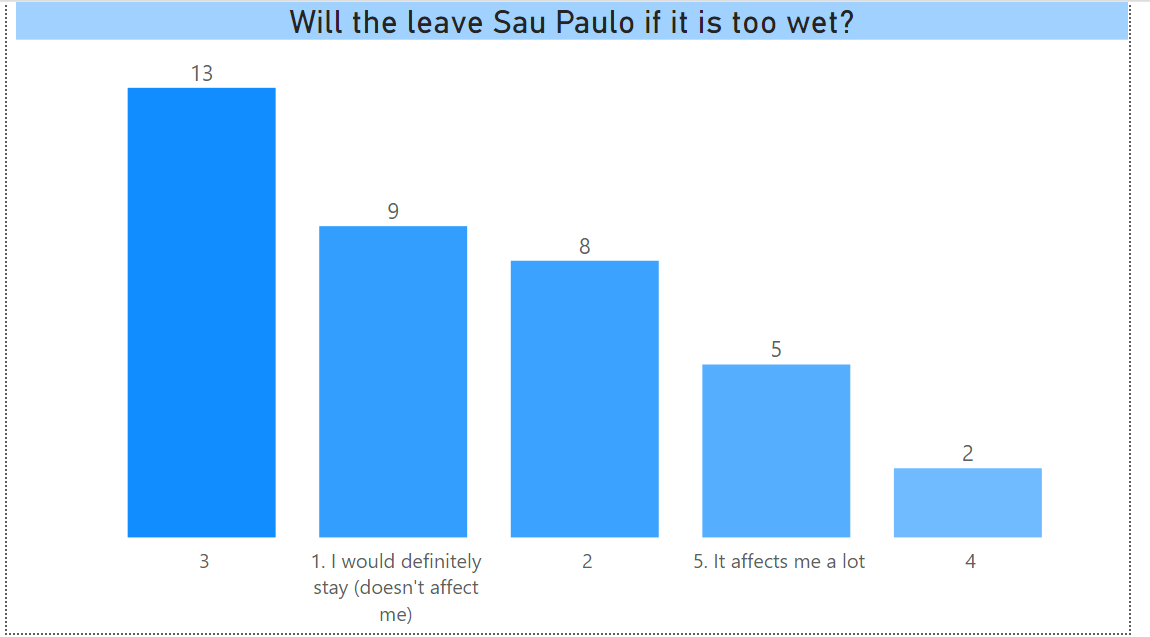 Will the leave Sau Paulo if it is too wet?
13
9
8
5
2
3
1. I would definitely
stay (doesn't affect
me)
2
5. It affects me a lot
4